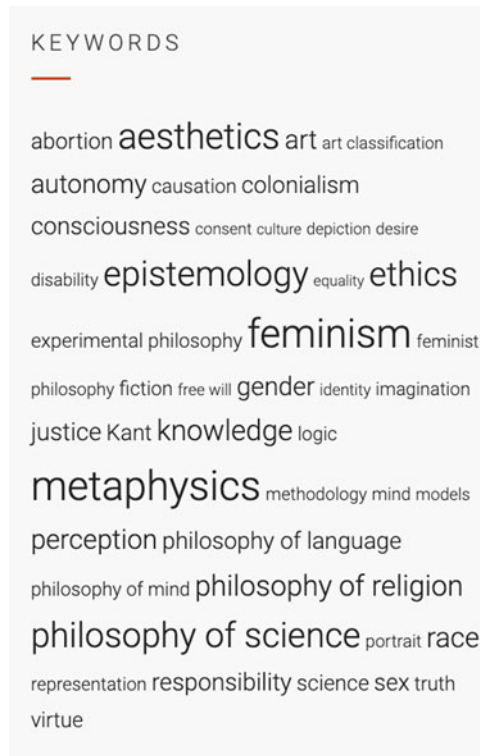 KEYWORDS
abortion aesthetics art art classification
autonomy causation colonialism
consciousness consent culture depiction desire
disability epistemology equality ethics
experimental philosophy feminism feminist
philosophy fiction free will gender identity imagination
justice Kant knowledge logic
metaphysics methodology mind models
perception philosophy of language
philosophy of mind philosophy of religion
philosophy of science portrait race
representation responsibility science sex truth
virtue